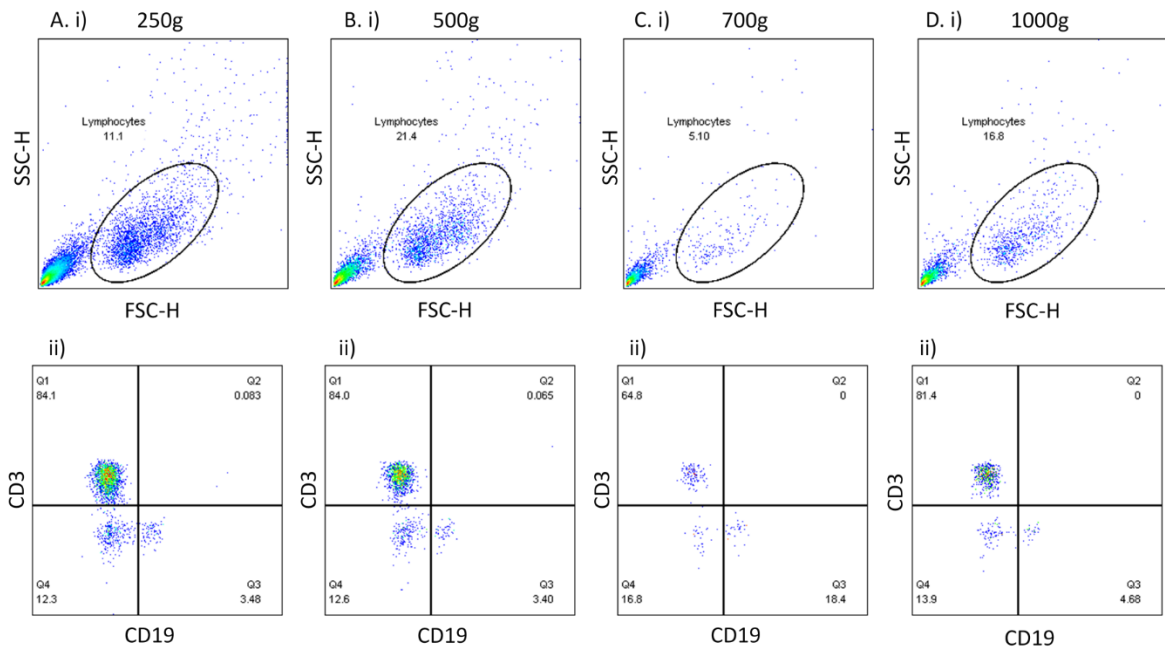 A. i) 250g
B. i) 500g
C. i) 700g
D. i) 1000g
SSC-H
Lymphocytes
11.1
FSC-H
SSC-H
Lymphocytes
21.4
FSC-H
SSC-H
Lymphocytes
5.10
FSC-H
SSC-H
Lymphocytes
16.8
FSC-H
ii)
CD3
Q1
84.1
Q2
0.083
Q4
12.3
Q3
3.48
CD19
ii)
CD3
Q1
84.0
Q2
0.065
Q4
12.6
Q3
3.40
CD19
ii)
CD3
Q1
64.8
Q2
0
Q4
16.8
Q3
18.4
CD19
ii)
CD3
Q1
81.4
Q2
0
Q4
13.9
Q3
4.68
CD19